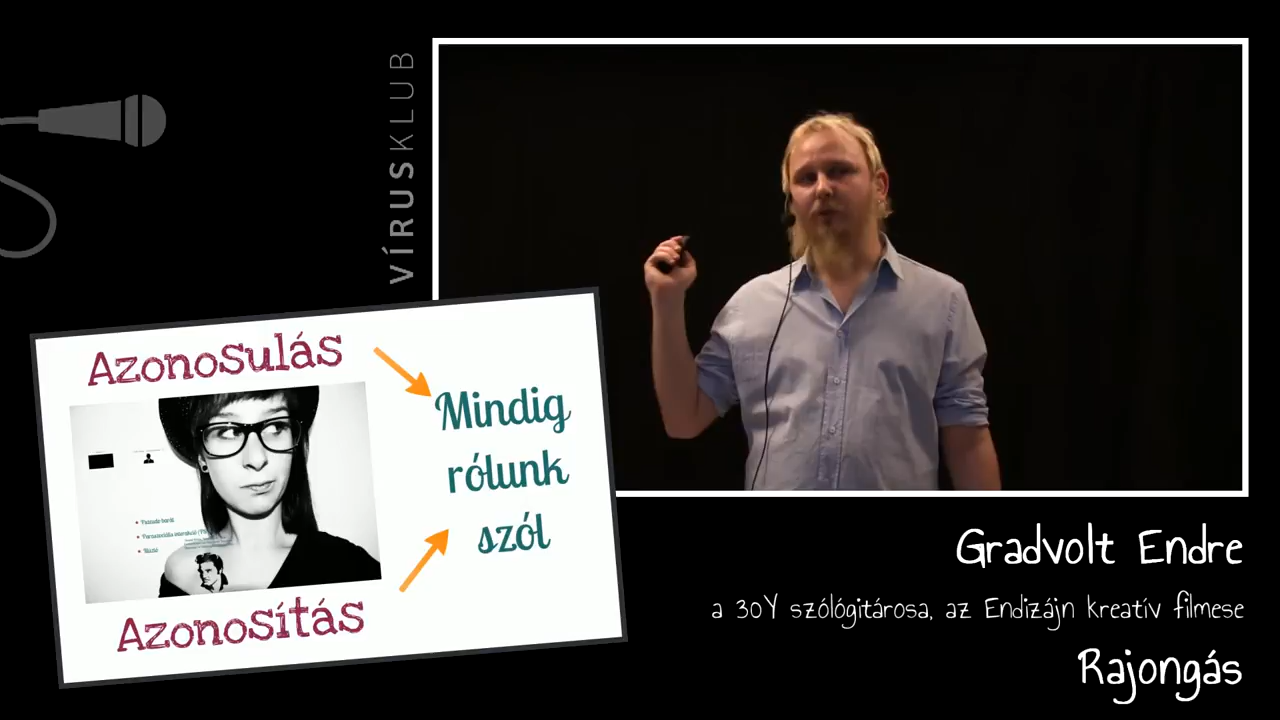 VÍRUSKLUB
Azonosulás
Mindig
rólunk
szól
Azonosítás
Gradvolt Endre
a 30Y szólógitárosa, az Endizájn kreatív filmese
Rajongás